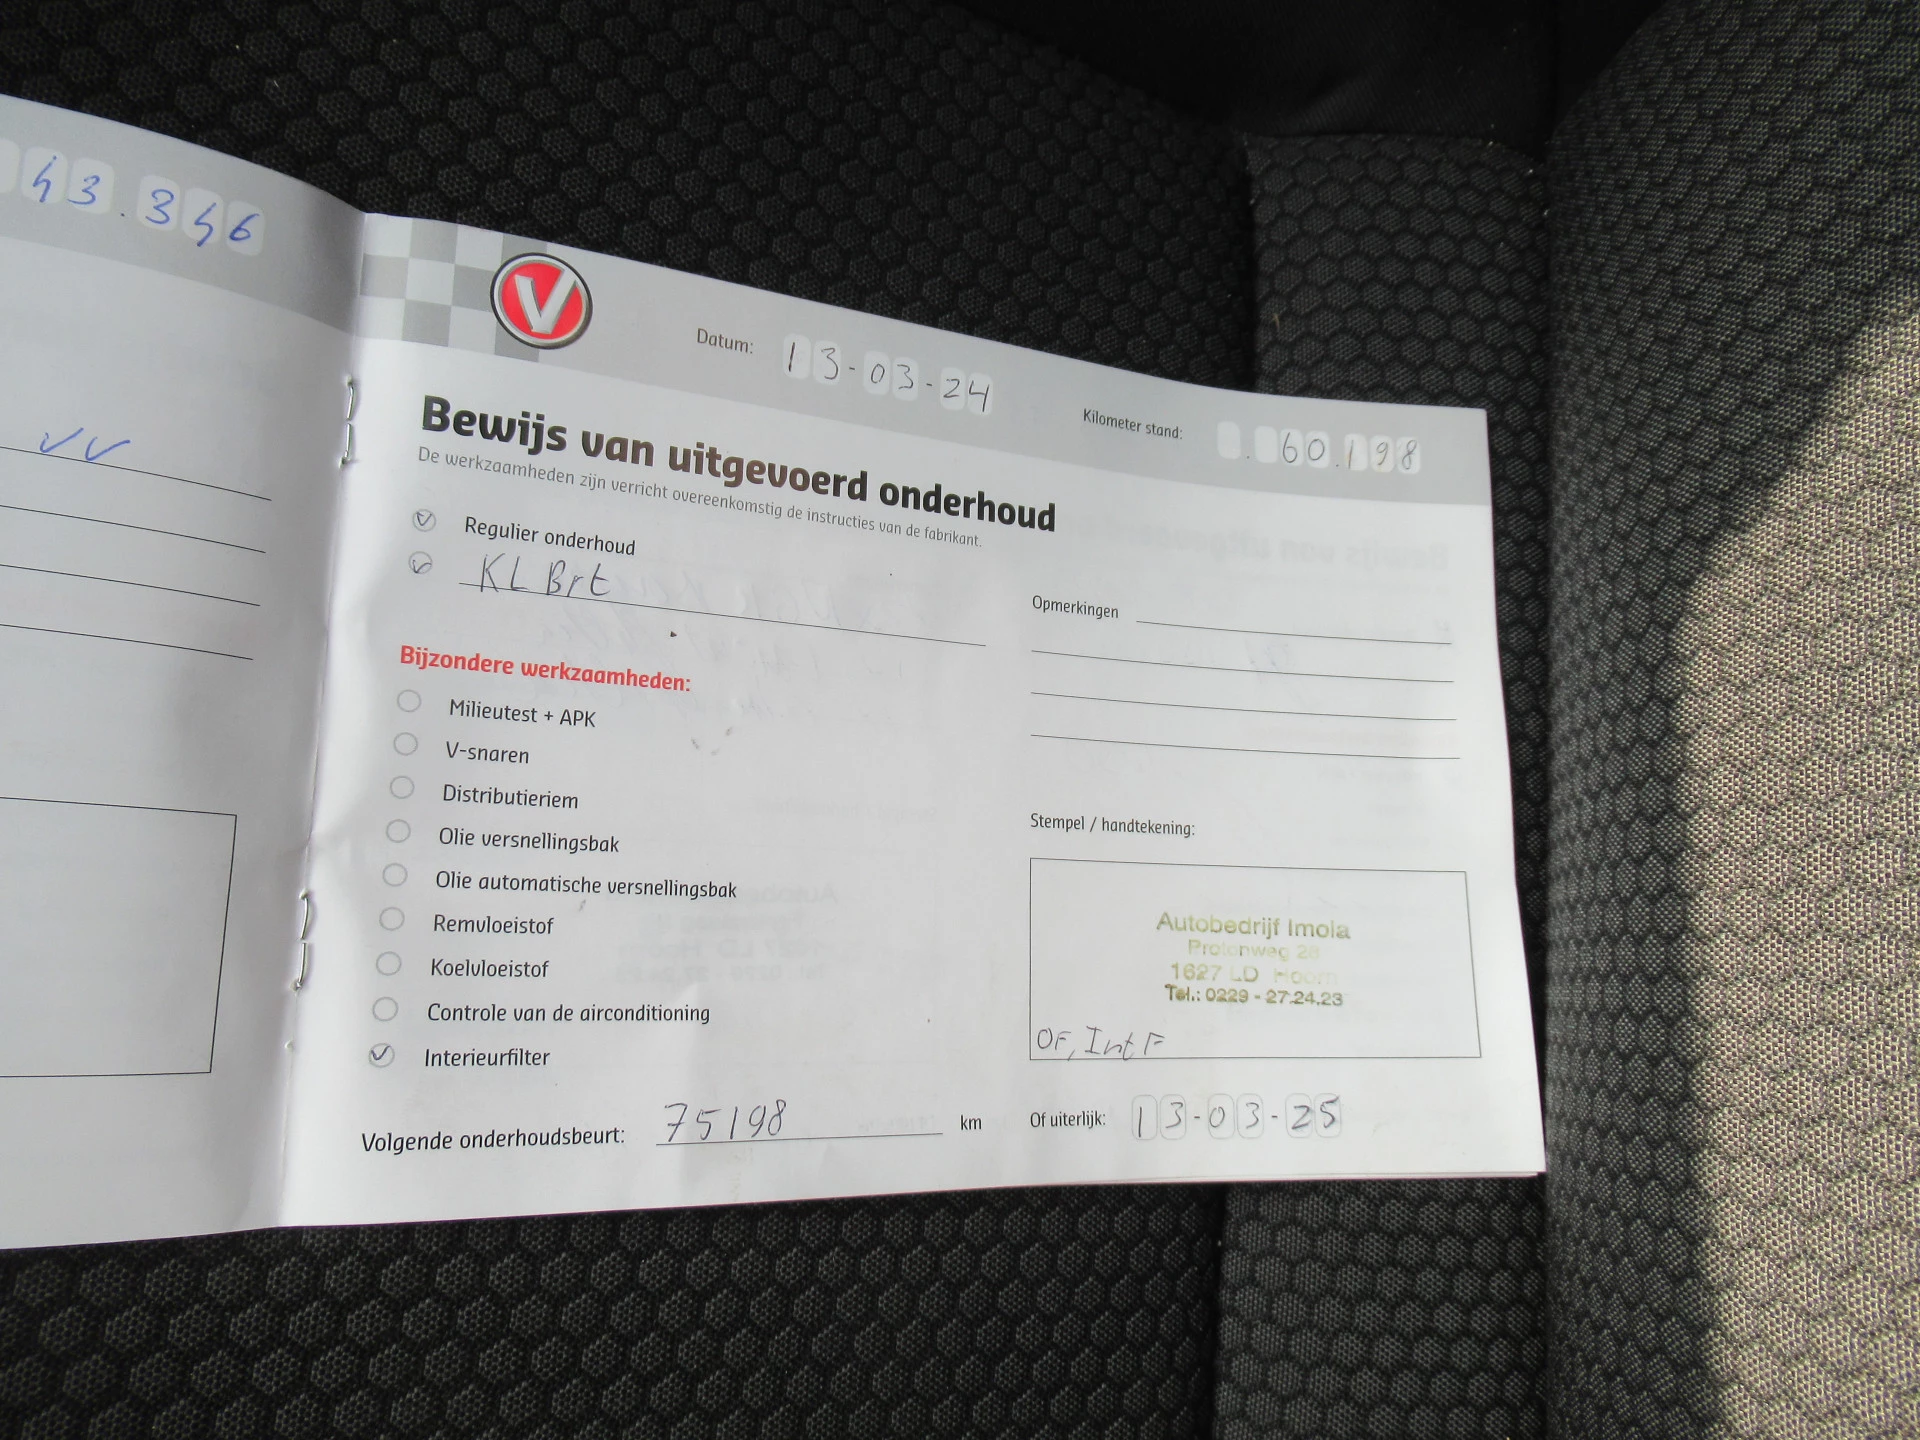 43.346
V
Datum: 13-03-24
Kilometer stand: 60.198
Bewijs van uitgevoerd onderhoud
De werkzaamheden zijn verricht overeenkomstig de instructies van de fabrikant.
Regulier onderhoud
KL Brt
Opmerkingen
Bijzondere werkzaamheden:
Milieutest + APK
V-snaren
Distributieriem
Olie versnellingsbak
Olie automatische versnellingsbak
Remvloeistof
Koelvloeistof
Controle van de airconditioning
Interieurfilter
Stempel / handtekening:
Autobedrijf Imola
Protonweg 28
1627 LD Hoorn
Tel.: 0229 - 27.24.23
OF, Int F
Volgende onderhoudsbeurt: 75198 km
Of uiterlijk: 13-03-25